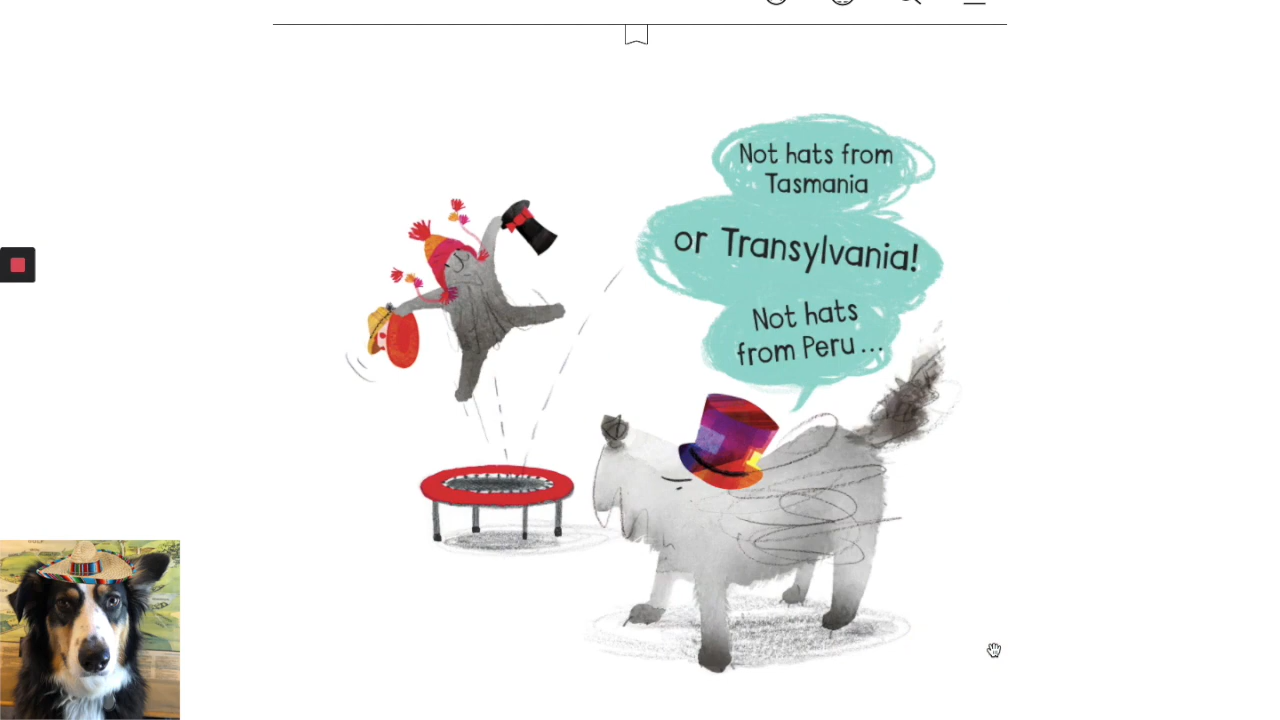 Not hats from
Tasmania
or Transylvania!
Not hats
from Peru...